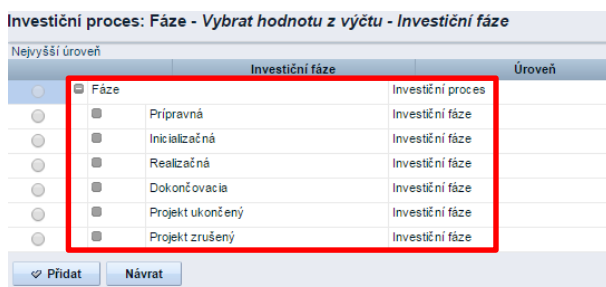 Investiční proces: Fáze - Vybrat hodnotu z výčtu - Investiční fáze
Nejvyšší úroveň
Investiční fáze Úroveň
Fáze Investiční proces
Prípravná Investiční fáze
Inicializačná Investiční fáze
Realizačná Investiční fáze
Dokončovacia Investiční fáze
Projekt ukončený Investiční fáze
Projekt zrušený Investiční fáze
Přidat Návrat